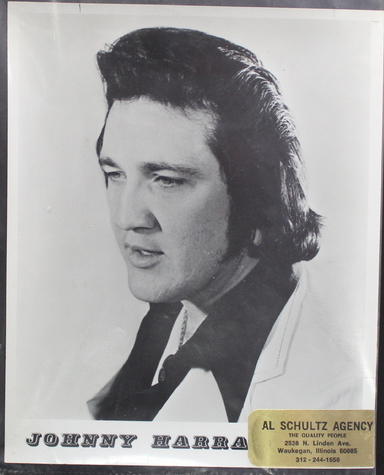 JOHNNY HARRA
AL SCHULTZ AGENCY
THE QUALITY PEOPLE
2538 N. Linden Ave.
Waukegan, Illinois 60085
312 - 244-1656